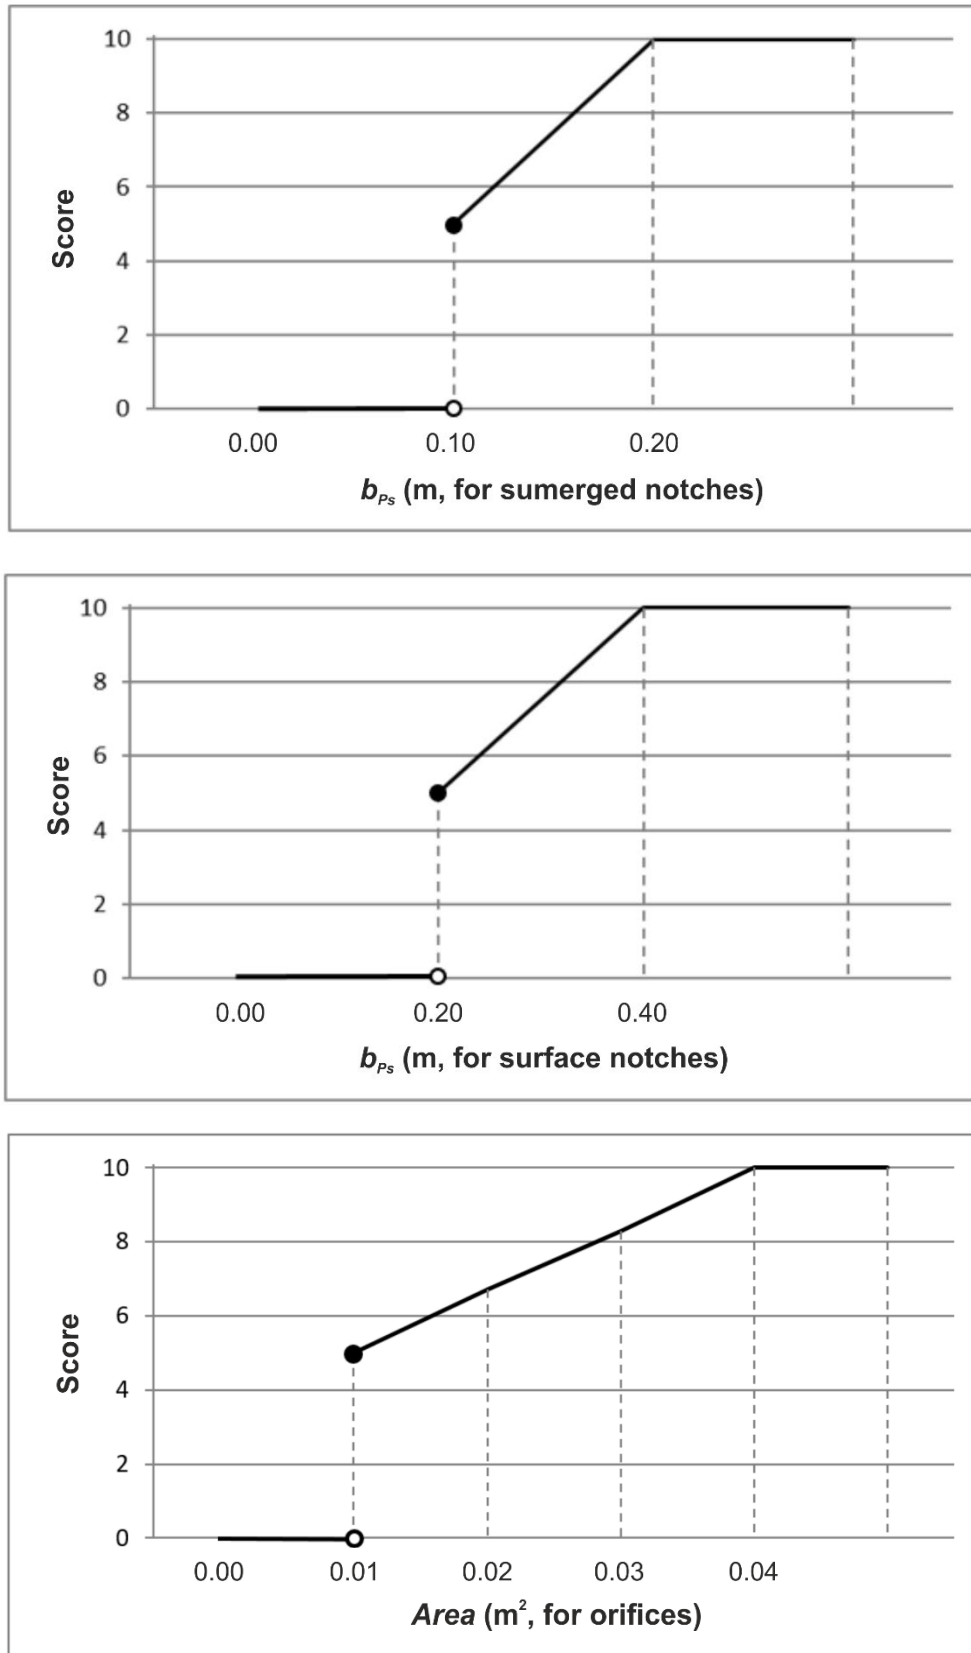 10
8
6
4
2
0
Score
0.00 0.10 0.20
bPs (m, for sumerged notches)
10
8
6
4
2
0
Score
0.00 0.20 0.40
bPs (m, for surface notches)
10
8
6
4
2
0
Score
0.00 0.01 0.02 0.03 0.04
Area (m², for orifices)